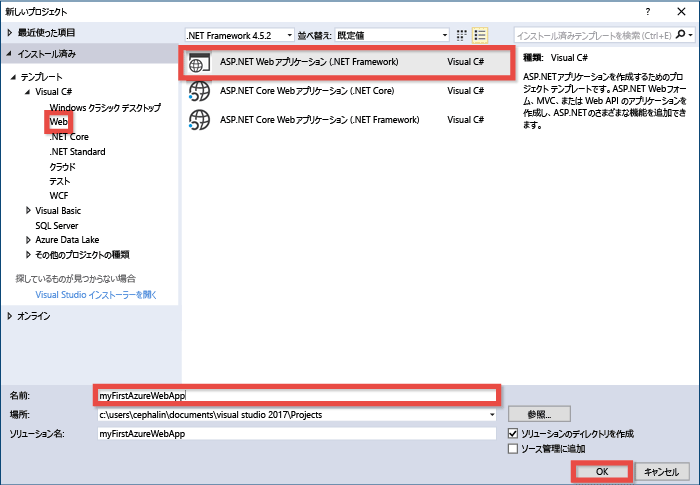 新しいプロジェクト ? ×
最近使った項目
インストール済み
テンプレート
Visual C#
Windows クラシック デスクトップ
Web
.NET Core
.NET Standard
クラウド
テスト
WCF
Visual Basic
SQL Server
Azure Data Lake
その他のプロジェクトの種類
探しているものが見つからない場合
Visual Studio インストーラーを開く
オンライン
.NET Framework 4.5.2 並べ替え: 既定値
ASP.NET Web アプリケーション (.NET Framework) Visual C#
ASP.NET Core Web アプリケーション (.NET Core) Visual C#
ASP.NET Core Web アプリケーション (.NET Framework) Visual C#
インストール済みテンプレートを検索 (Ctrl+E)
種類: Visual C#
ASP.NETアプリケーションを作成するためのプ
ロジェクト テンプレートです。ASP.NET Web フォー
ム、MVC、または Web API のアプリケーションを
作成し、ASP.NETのさまざまな機能を追加でき
ます。
名前: myFirstAzureWebApp
場所: c:\users\cephalin\documents\visual studio 2017\Projects 参照...
ソリューション名: myFirstAzureWebApp
ソリューションのディレクトリを作成
ソース管理に追加
OK キャンセル